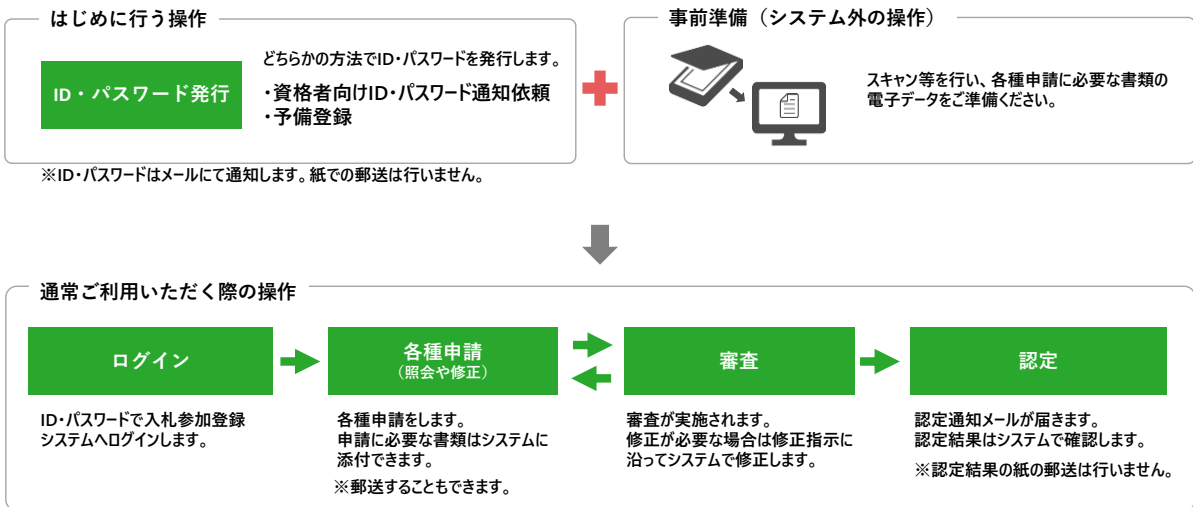 はじめに行う操作
ID・パスワード発行
どちらかの方法でID・パスワードを発行します。
・資格者向けID・パスワード通知依頼
・予備登録
※ID・パスワードはメールにて通知します。紙での郵送は行いません。
事前準備（システム外の操作）
スキャン等を行い、各種申請に必要な書類の
電子データをご準備ください。
通常ご利用いただく際の操作
ログイン
ID・パスワードで入札参加登録
システムへログインします。
各種申請
（照会や修正）
各種申請をします。
申請に必要な書類はシステムに
添付できます。
※郵送することもできます。
審査
審査が実施されます。
修正が必要な場合は修正指示に
沿ってシステムで修正します。
認定
認定通知メールが届きます。
認定結果はシステムで確認します。
※認定結果の紙の郵送は行いません。